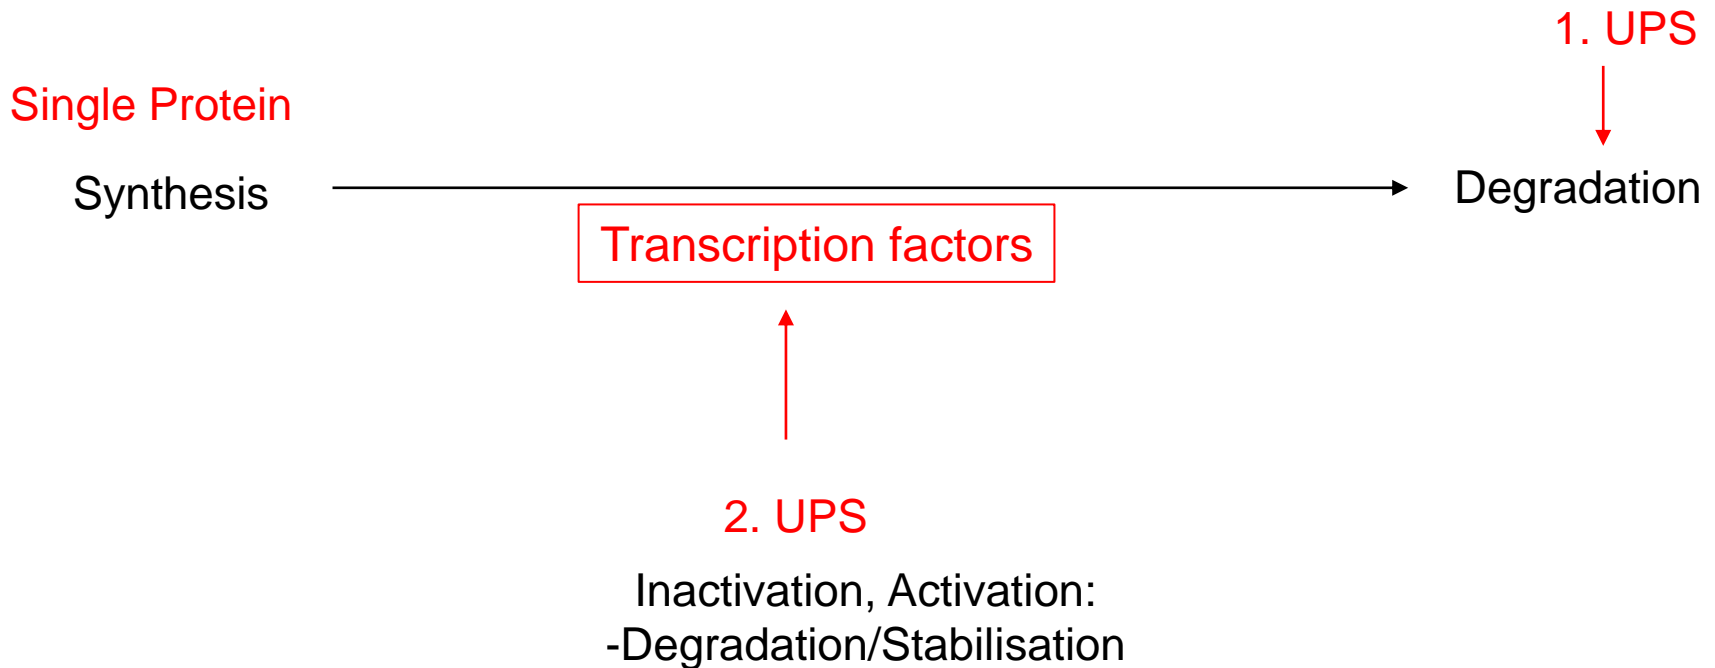 1. UPS
Single Protein
Synthesis
Degradation
Transcription factors
2. UPS
Inactivation, Activation:
-Degradation/Stabilisation